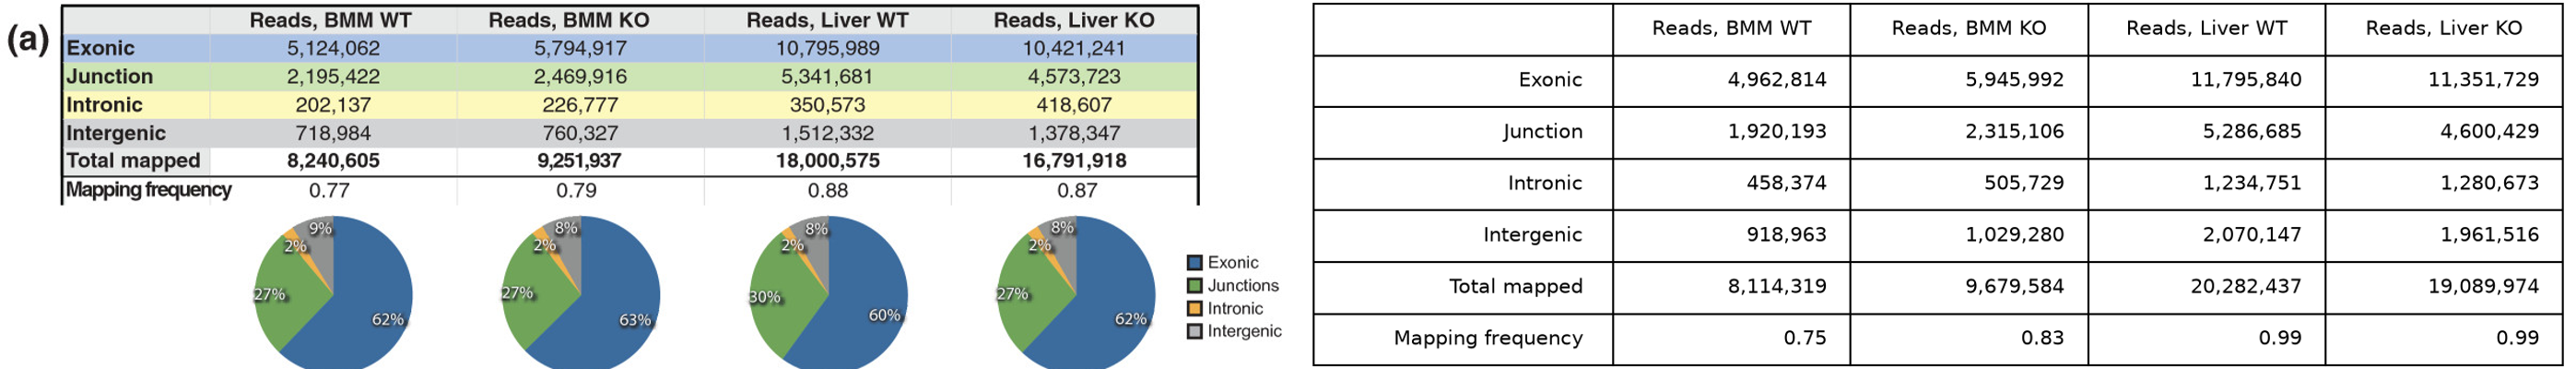 (a)
Reads, BMM WT Reads, BMM KO Reads, Liver WT Reads, Liver KO
Exonic 5,124,062 5,794,917 10,795,989 10,421,241
Junction 2,195,422 2,469,916 5,341,681 4,573,723
Intronic 202,137 226,777 350,573 418,607
Intergenic 718,984 760,327 1,512,332 1,378,347
Total mapped 8,240,605 9,251,937 18,000,575 16,791,918
Mapping frequency 0.77 0.79 0.88 0.87
9% 2% 27% 62%
8% 2% 27% 63%
8% 2% 30% 60%
8% 2% 27% 62%
Exonic
Junctions
Intronic
Intergenic
Reads, BMM WT Reads, BMM KO Reads, Liver WT Reads, Liver KO
Exonic 4,962,814 5,945,992 11,795,840 11,351,729
Junction 1,920,193 2,315,106 5,286,685 4,600,429
Intronic 458,374 505,729 1,234,751 1,280,673
Intergenic 918,963 1,029,280 2,070,147 1,961,516
Total mapped 8,114,319 9,679,584 20,282,437 19,089,974
Mapping frequency 0.75 0.83 0.99 0.99